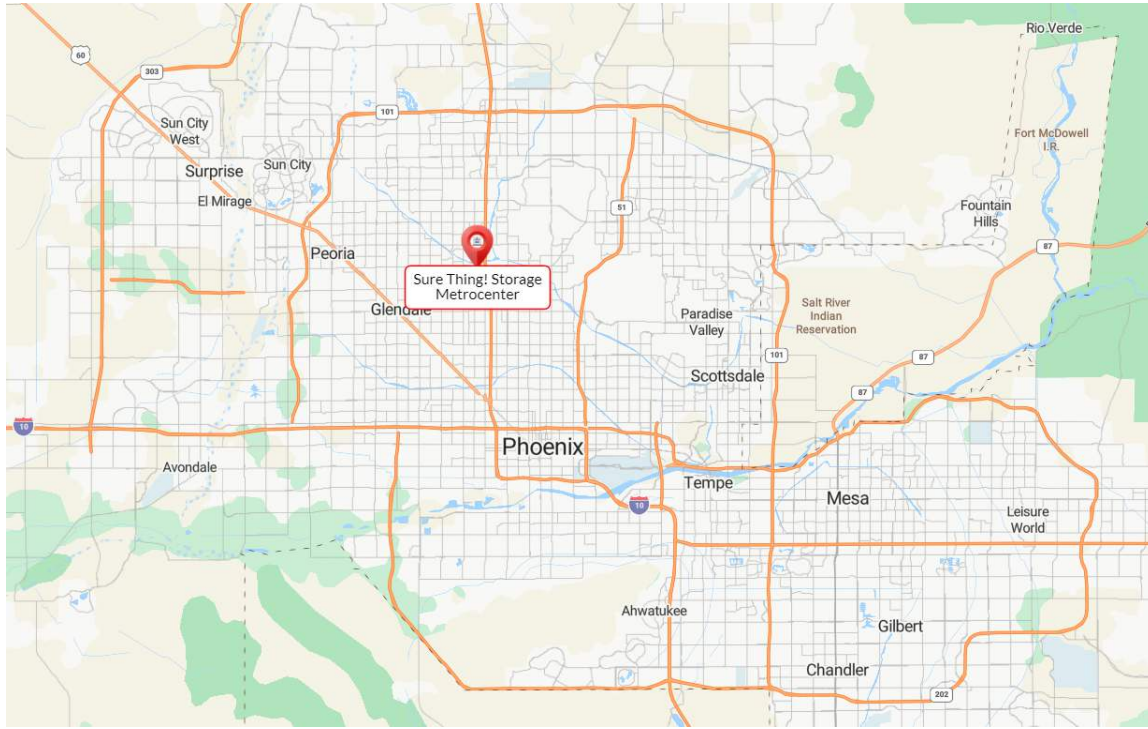 Rio Verde
60
303
101
Sun City
West
Sun City
Surprise
El Mirage
Fort McDowell
I.R.
51
Fountain
Hills
87
Peoria
Sure Thing! Storage
Metrocenter
Glendale
Paradise
Valley
Salt River
Indian
Reservation
101
87
Scottsdale
87
10
Phoenix
Avondale
Tempe
Mesa
10
Leisure
World
Ahwatukee
Gilbert
Chandler
202